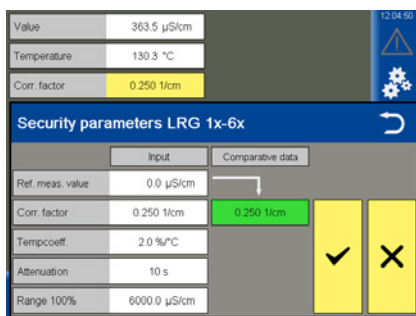 12:04:50
Value 363.5 µS/cm
Temperature 130.3 °C
Corr. factor 0.250 1/cm
Security parameters LRG 1x-6x
Input Comparative data
Ref. meas. value 0.0 µS/cm
Corr. factor 0.250 1/cm 0.250 1/cm
Tempcoeff. 2.0 %/°C
Attenuation 10 s
Range 100% 6000.0 µS/cm